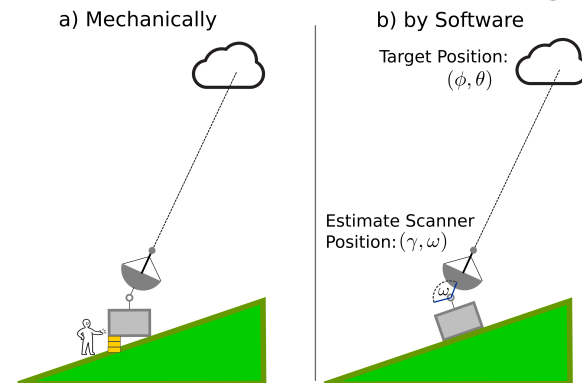 a) Mechanically
b) by Software
Target Position:
(ϕ, θ)
Estimate Scanner
Position: (γ, ω)
ω